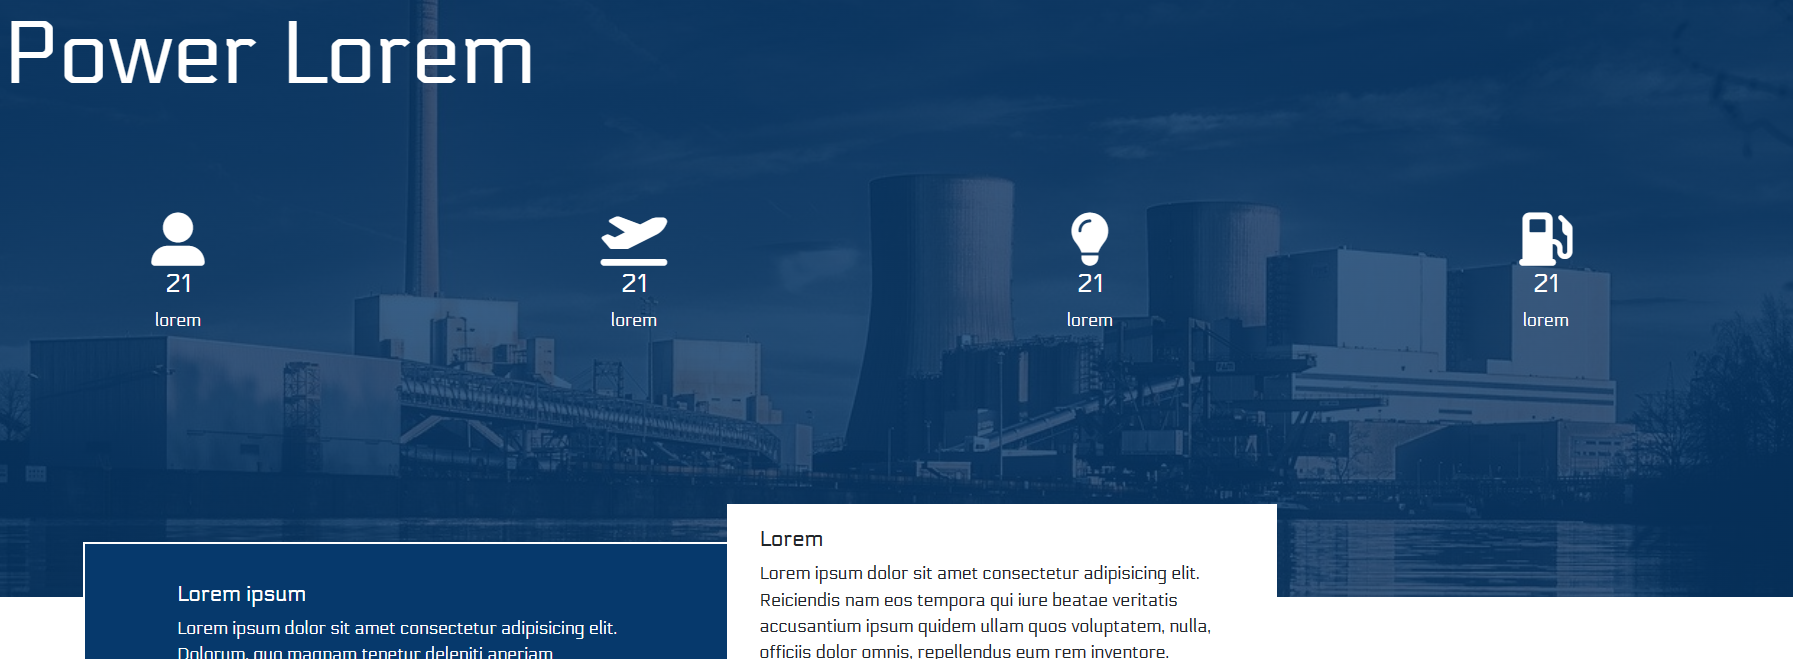 Power Lorem
21
lorem
21
lorem
21
lorem
21
lorem
Lorem
Lorem ipsum dolor sit amet consectetur adipisicing elit.
Reiciendis nam eos tempora qui iure beatae veritatis
accusantium ipsum quidem ullam quos voluptatem, nulla,
officiis dolor omnis, repellendus eum rem inventore.
Lorem ipsum
Lorem ipsum dolor sit amet consectetur adipisicing elit.
Dolorum, quo magnam tenetur deleniti aperiam